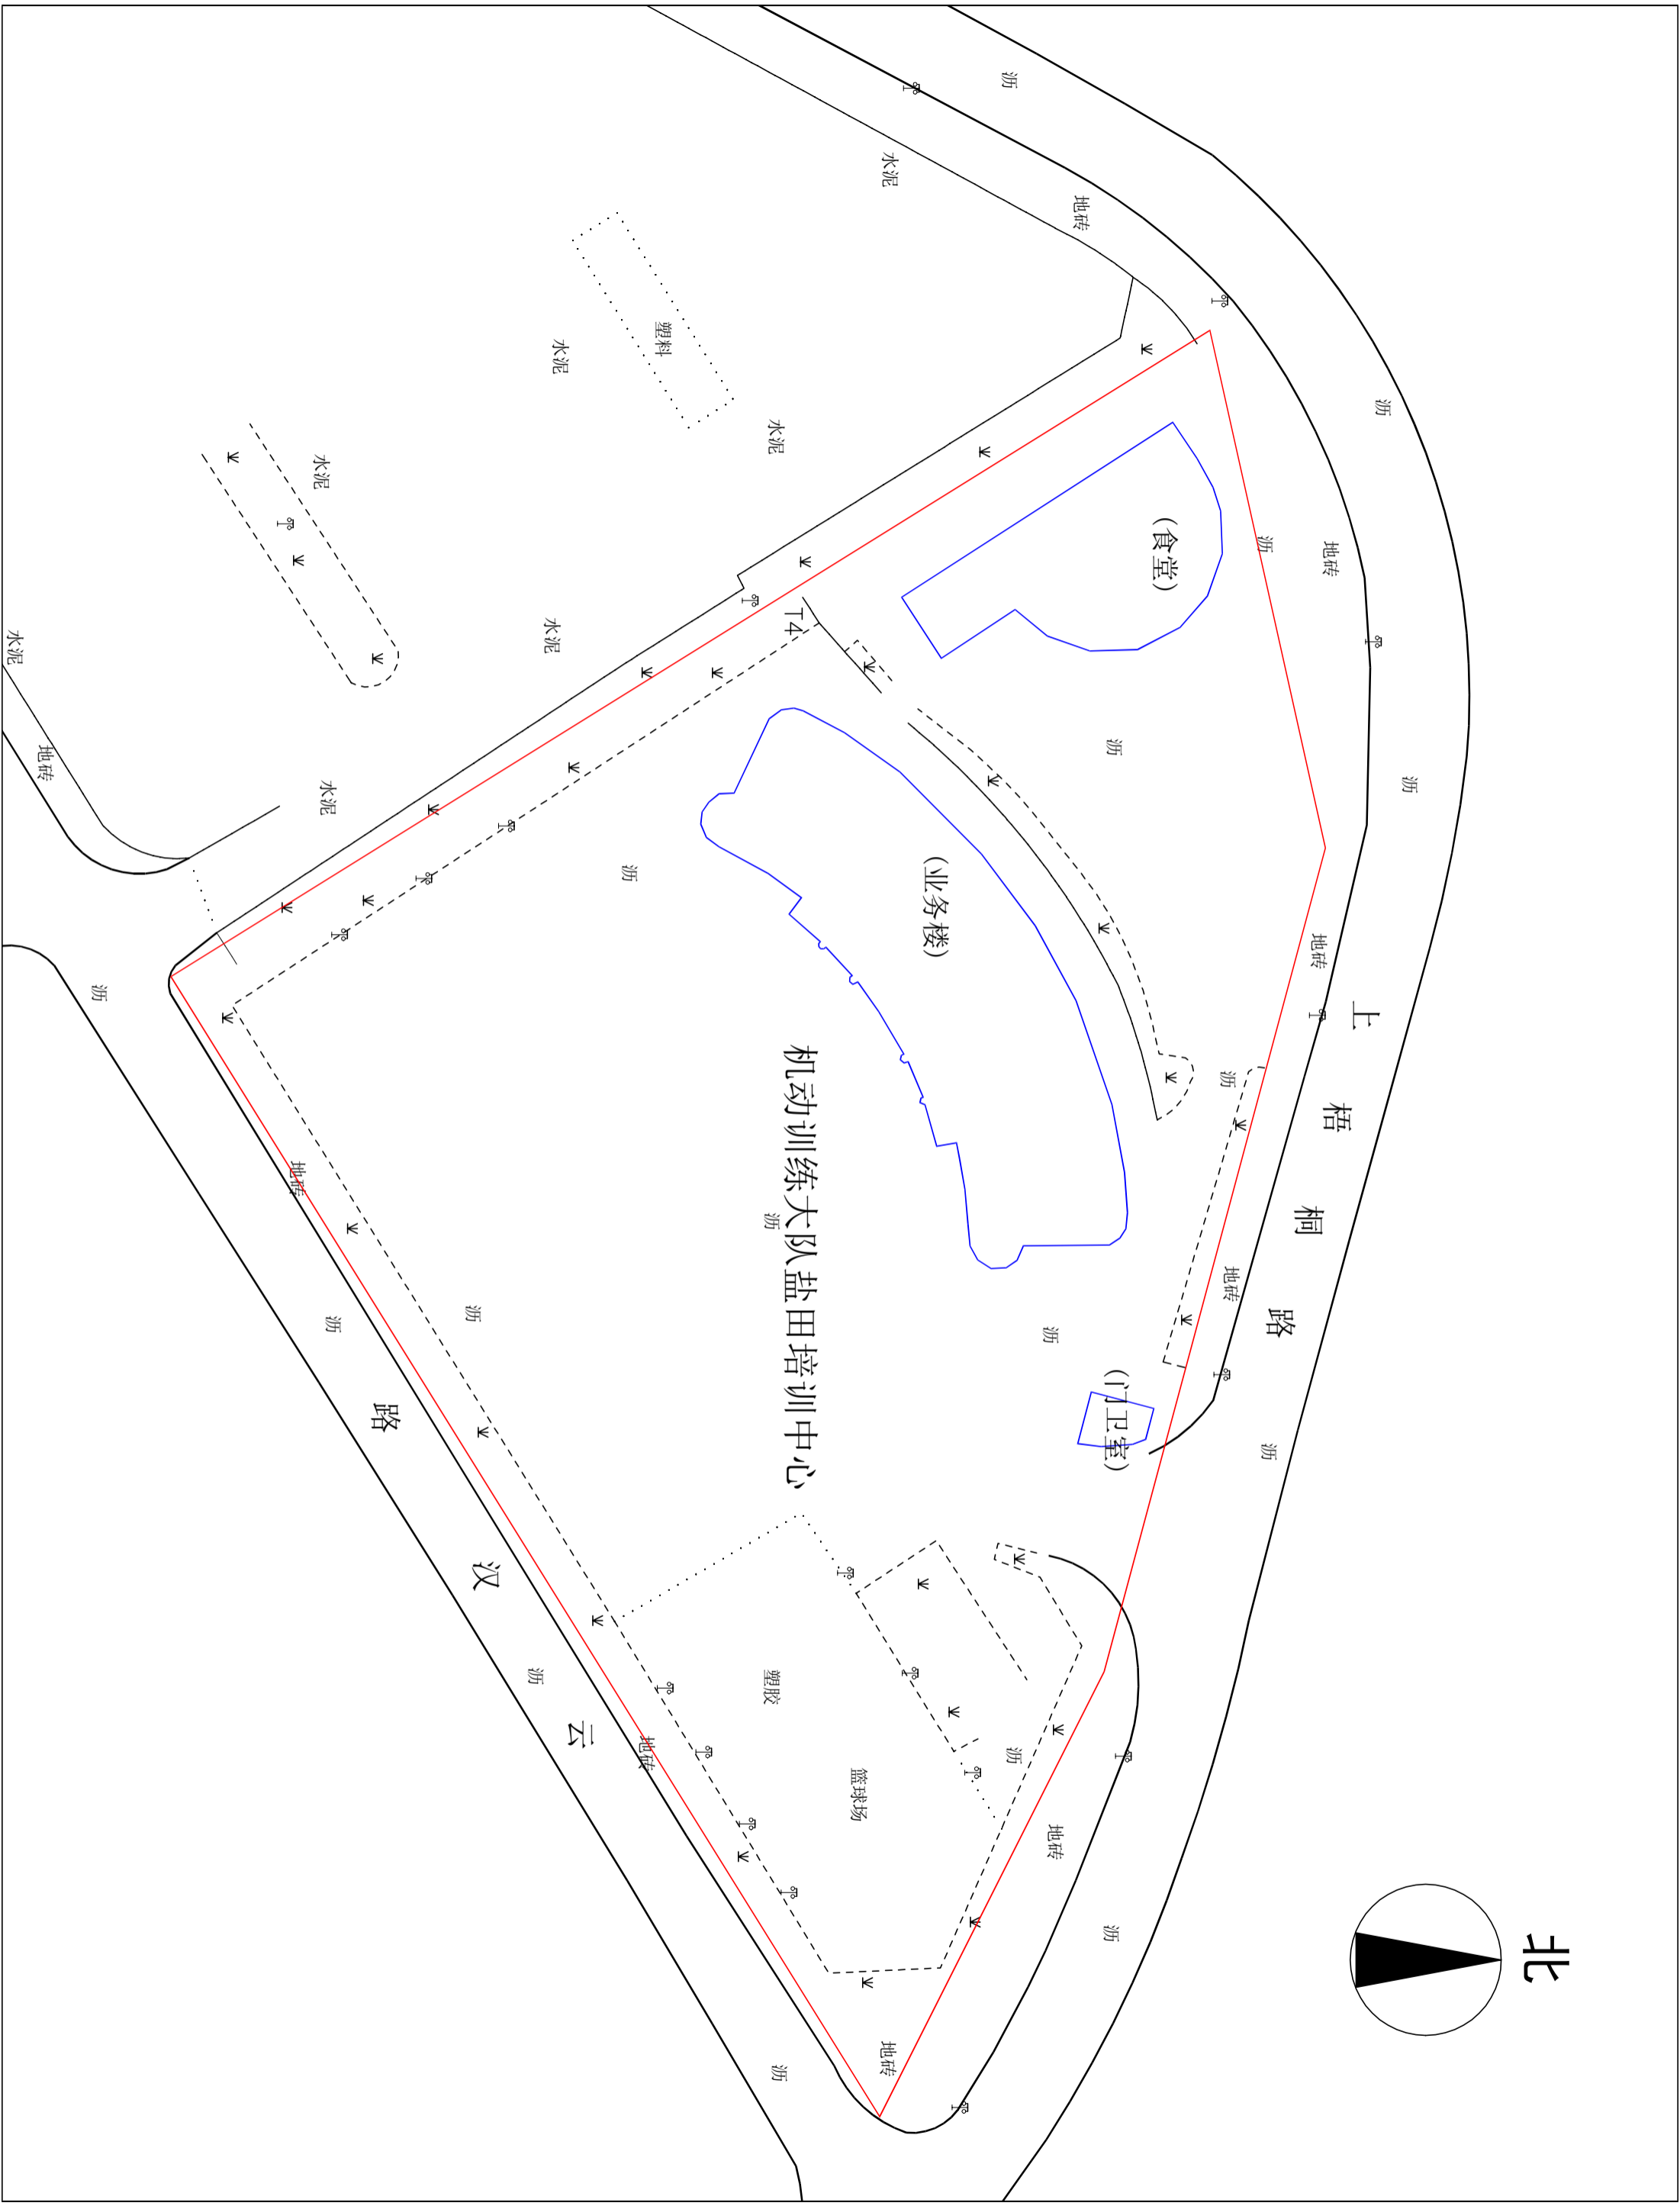 北
沥
沥
上梧桐路
地砖
地砖
沥
沥
地砖
沥
(食堂)
(门卫室)
沥
沥
地砖
地砖
沥
沥
沥
(业务楼)
水泥
地砖
篮球场
机动训练大队盐田培训中心
T4
沥
水泥
沥
塑胶
塑料
地砖
沥
水泥
水泥
沥
沥
云汉路
沥
水泥
水泥
地砖
沥
地砖
水泥